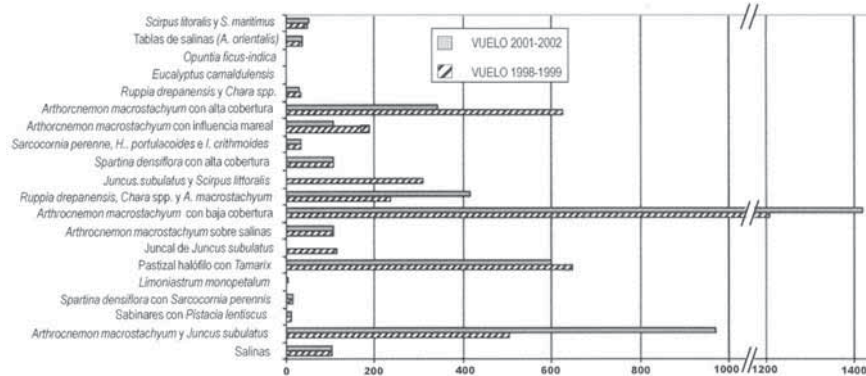 Scirpus litoralis y S. maritimus
Tablas de salinas (A. orientalis)
Opuntia ficus-indica
Eucalyptus camaldulensis
Ruppia drepanensis y Chara spp.
Arthorcnemon macrostachyum con alta cobertura
Arthorcnemon macrostachyum con influencia mareal
Sarcocornia perenne, H.. portulacoides e I. crithmoides
Spartina densiflora con alta cobertura
Juncus. subulatus y Scirpus littoralis
Ruppia drepanensis, Chara spp. y A. macrostachyum
Arthrocnemon macrostachyum con baja cobertura
Arthrocnemon macrostachyum sobre salinas
Juncal de Juncus subulatus
Pastizal halófilo con Tamarix
Limoniastrum monopetalum
Spartina densiflora con Sarcocornia perennis
Sabinares con Pistacia lentiscus
Arthrocnemon macrostachyum y Juncus subulatus
Salinas
VUELO 2001-2002
VUELO 1998-1999
0 200 400 600 800 1000 1200 1400